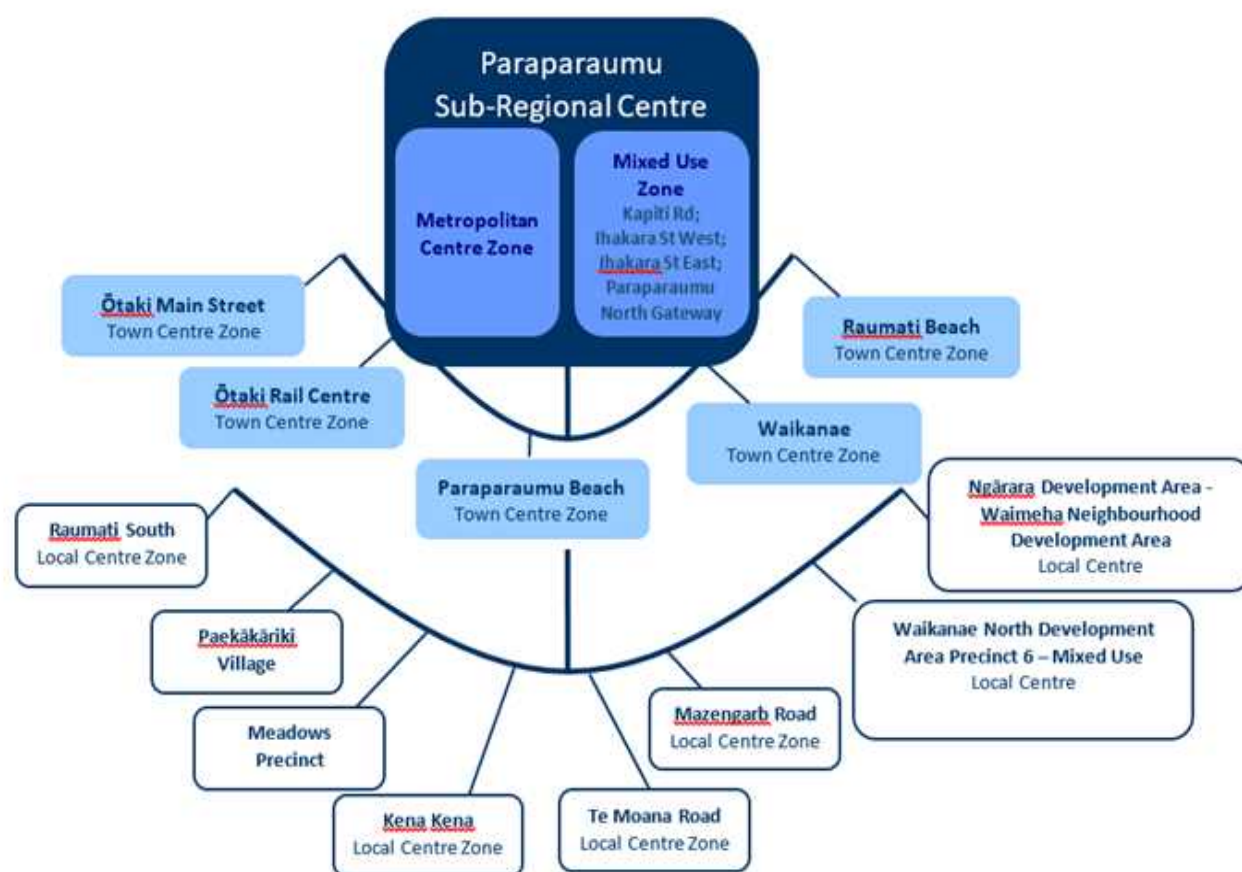 Paraparaumu
Sub-Regional Centre
Metropolitan
Centre Zone
Mixed Use
Zone
Kapiti Rd;
Ihakara St West;
Ihakara St East;
Paraparaumu
North Gateway
Ōtaki Main Street
Town Centre Zone
Ōtaki Rail Centre
Town Centre Zone
Paraparaumu Beach
Town Centre Zone
Waikanae
Town Centre Zone
Raumati Beach
Town Centre Zone
Raumati South
Local Centre Zone
Paekākāriki
Village
Meadows
Precinct
Kena Kena
Local Centre Zone
Te Moana Road
Local Centre Zone
Mazengarb Road
Local Centre Zone
Waikanae North Development
Area Precinct 6 – Mixed Use
Local Centre
Ngārara Development Area -
Waimeha Neighbourhood
Development Area
Local Centre